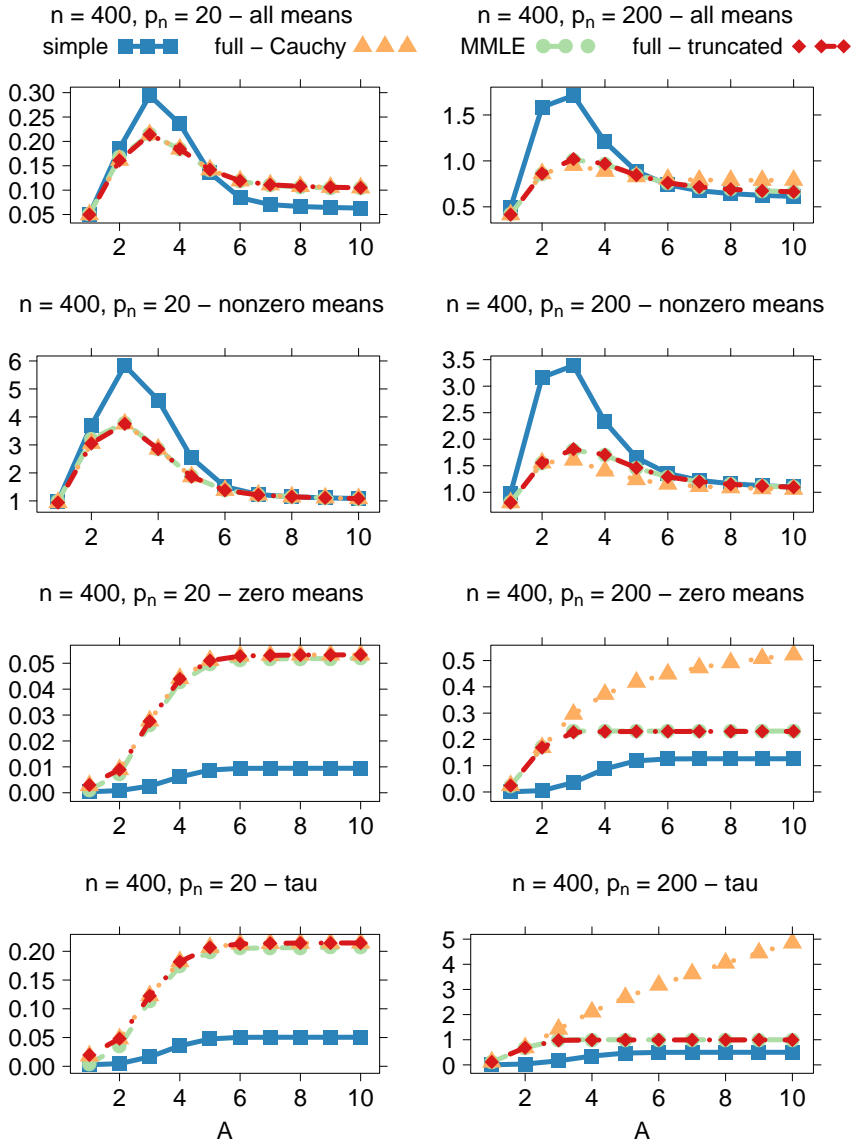 n = 400, pn = 20 − all means
n = 400, pn = 200 − all means
simple
full − Cauchy
MMLE
full − truncated
0.30
0.25
0.20
0.15
0.10
0.05
2 4 6 8 10
1.5
1.0
0.5
2 4 6 8 10
n = 400, pn = 20 − nonzero means
n = 400, pn = 200 − nonzero means
6
5
4
3
2
1
2 4 6 8 10
3.5
3.0
2.5
2.0
1.5
1.0
2 4 6 8 10
n = 400, pn = 20 − zero means
n = 400, pn = 200 − zero means
0.05
0.04
0.03
0.02
0.01
0.00
2 4 6 8 10
0.5
0.4
0.3
0.2
0.1
0.0
2 4 6 8 10
n = 400, pn = 20 − tau
n = 400, pn = 200 − tau
0.20
0.15
0.10
0.05
0.00
2 4 6 8 10
A
5
4
3
2
1
0
2 4 6 8 10
A